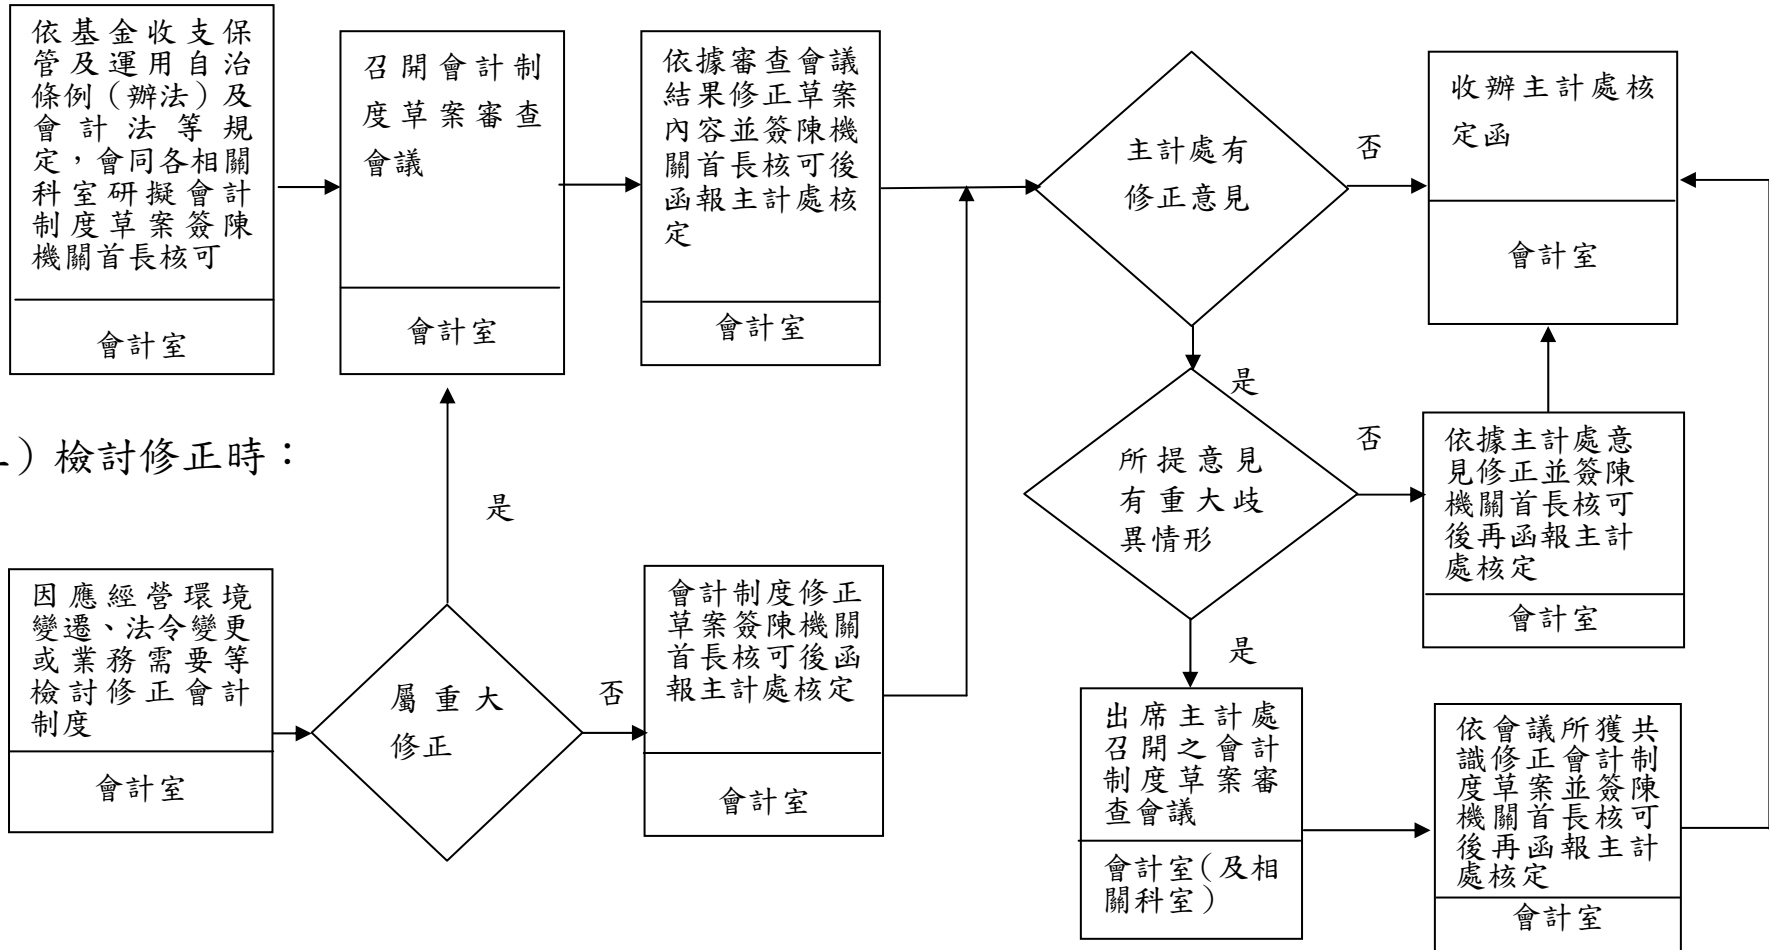 依基金收支保
管及運用自治
條例（辦法）及
會計法等規
定，會同各相關
科室研擬會計
制度草案簽陳
機關首長核可
會計室
召開會計制
度草案審查
會議
會計室
依據審查會議
結果修正草案
內容並簽陳機
關首長核可後
函報主計處核
定
會計室
主計處有
修正意見
否
收辦主計處核
定函
會計室
是
）檢討修正時：
是
所提意見
有重大歧
異情形
否
依據主計處意
見修正並簽陳
機關首長核可
後再函報主計
處核定
會計室
因應經營環境
變遷、法令變更
或業務需要等
檢討修正會計
制度
會計室
屬重大
修正
否
會計制度修正
草案簽陳機關
首長核可後函
報主計處核定
會計室
是
出席主計處
召開之會計
制度草案審
查會議
會計室（及相
關科室）
依會議所獲共
識修正會計制
度草案並簽陳
機關首長核可
後再函報主計
處核定
會計室